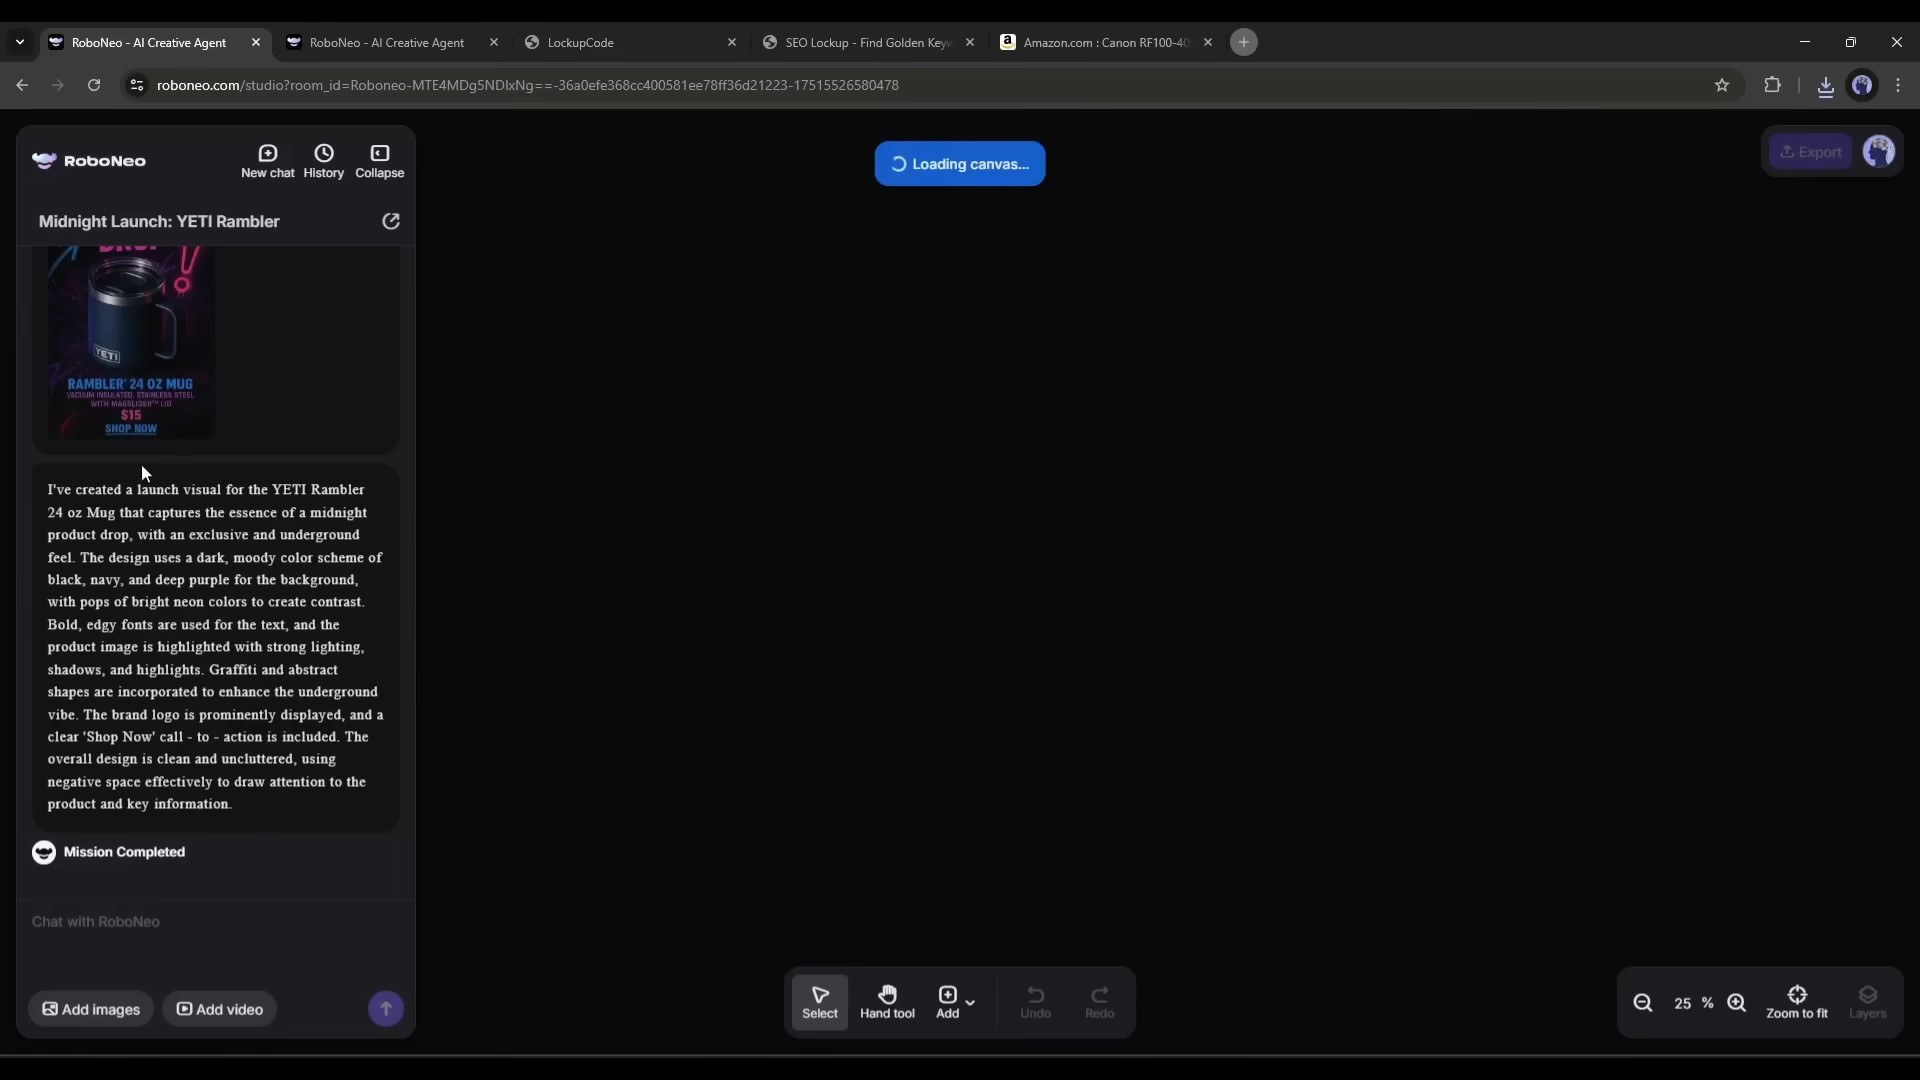 RoboNeo - AI Creative Agent
RoboNeo - AI Creative Agent
LockupCode
SEO Lockup - Find Golden Keyw
Amazon.com : Canon RF100-40
roboneo.com/studio?room_id=Roboneo-MTE4MDg5NDIxNg==-36a0efe368cc400581ee78ff36d21223-17515526580478
RoboNeo
New chat
History
Collapse
Loading canvas...
Export
Midnight Launch: YETI Rambler
DROP
YETI
RAMBLER® 24 OZ MUG
VACUUM INSULATED, STAINLESS STEEL
WITH MAGSLIDER™ LID
$15
SHOP NOW
I've created a launch visual for the YETI Rambler
24 oz Mug that captures the essence of a midnight
product drop, with an exclusive and underground
feel. The design uses a dark, moody color scheme of
black, navy, and deep purple for the background,
with pops of bright neon colors to create contrast.
Bold, edgy fonts are used for the text, and the
product image is highlighted with strong lighting,
shadows, and highlights. Graffiti and abstract
shapes are incorporated to enhance the underground
vibe. The brand logo is prominently displayed, and a
clear 'Shop Now' call - to - action is included. The
overall design is clean and uncluttered, using
negative space effectively to draw attention to the
product and key information.
Mission Completed
Chat with RoboNeo
Add images
Add video
Select
Hand tool
Add
Undo
Redo
25 %
Zoom to fit
Layers